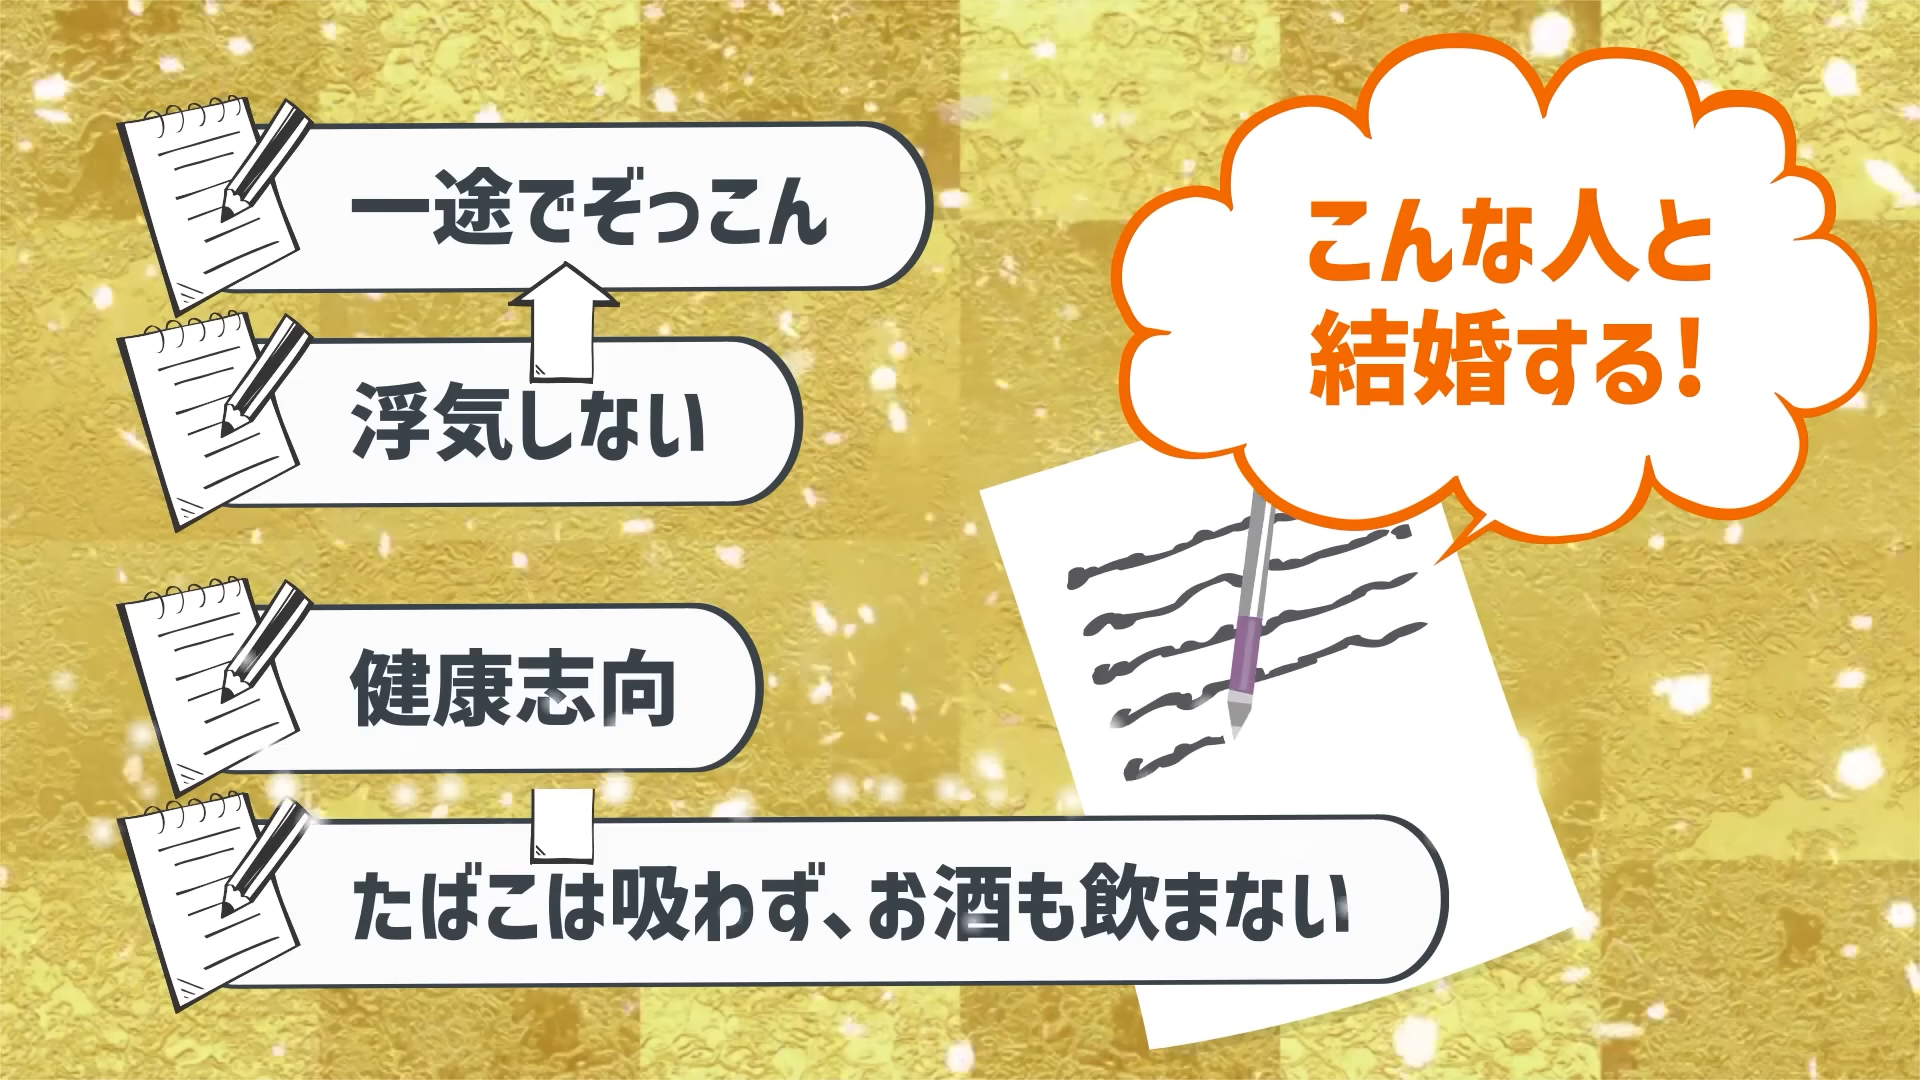 一途でぞっこん
浮気しない
健康志向
たばこは吸わず、お酒も飲まない
こんな人と
結婚する!